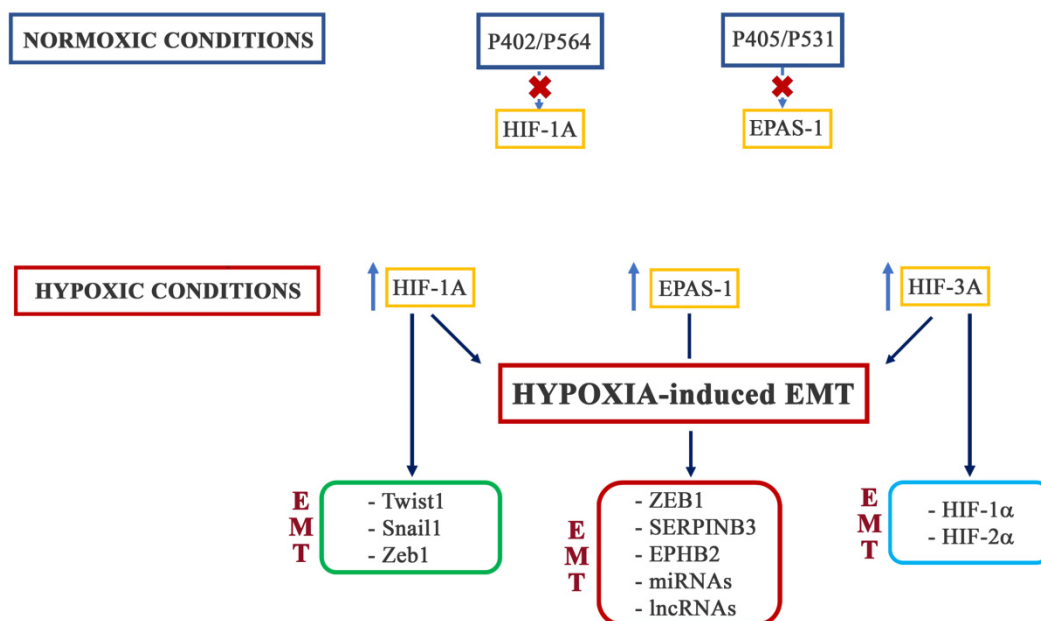 NORMOXIC CONDITIONS
P402/P564
P405/P531
HIF-1A
EPAS-1
HYPOXIC CONDITIONS
HIF-1A
EPAS-1
HIF-3A
HYPOXIA-induced EMT
E
M
T
- Twist1
- Snail1
- Zeb1
E
M
T
- ZEB1
- SERPINB3
- EPHB2
- miRNAs
- lncRNAs
E
M
T
- HIF-1α
- HIF-2α